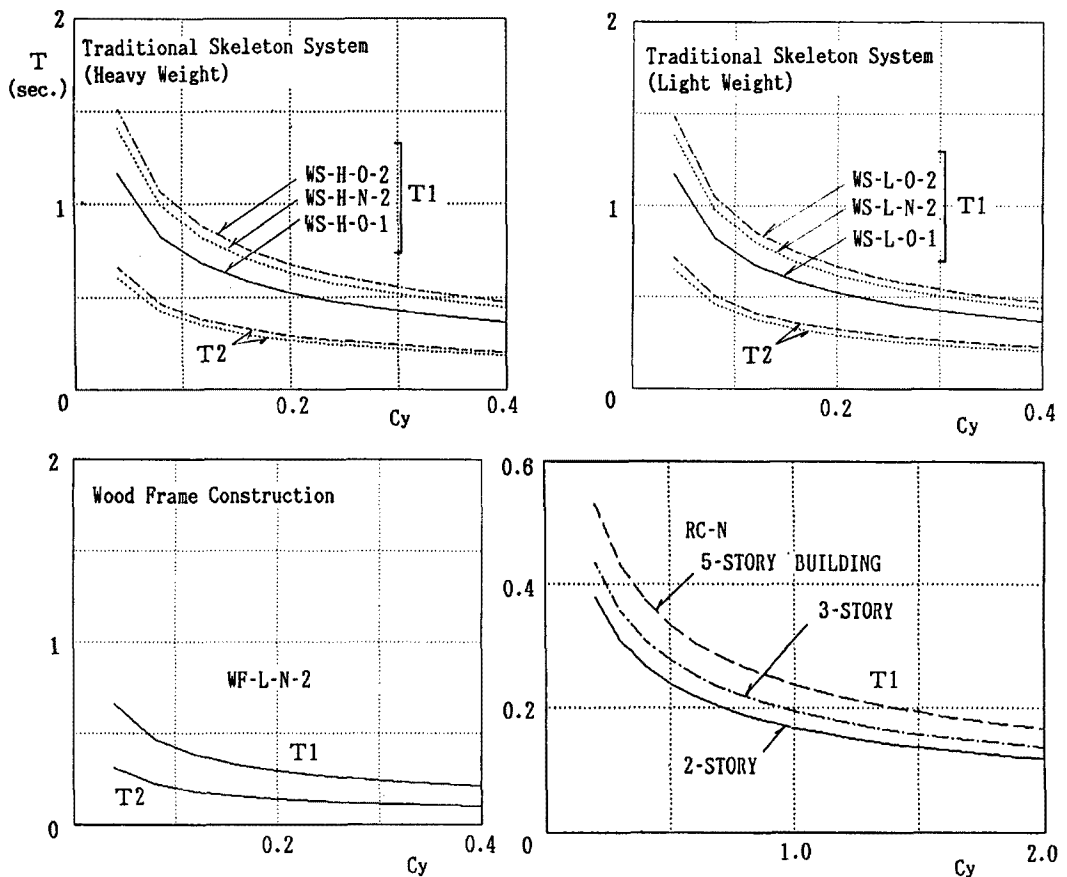 2
T
(sec.)
Traditional Skeleton System
(Heavy Weight)
WS-H-O-2
WS-H-N-2
WS-H-O-1
T1
1
T2
0
0.2
0.4
Cy
2
Traditional Skeleton System
(Light Weight)
WS-L-O-2
WS-L-N-2
WS-L-O-1
T1
1
T2
0
0.2
0.4
Cy
2
Wood Frame Construction
1
WF-L-N-2
T1
T2
0
0.2
0.4
Cy
0.6
RC-N
5-STORY BUILDING
3-STORY
0.4
T1
0.2
2-STORY
0
1.0
2.0
Cy